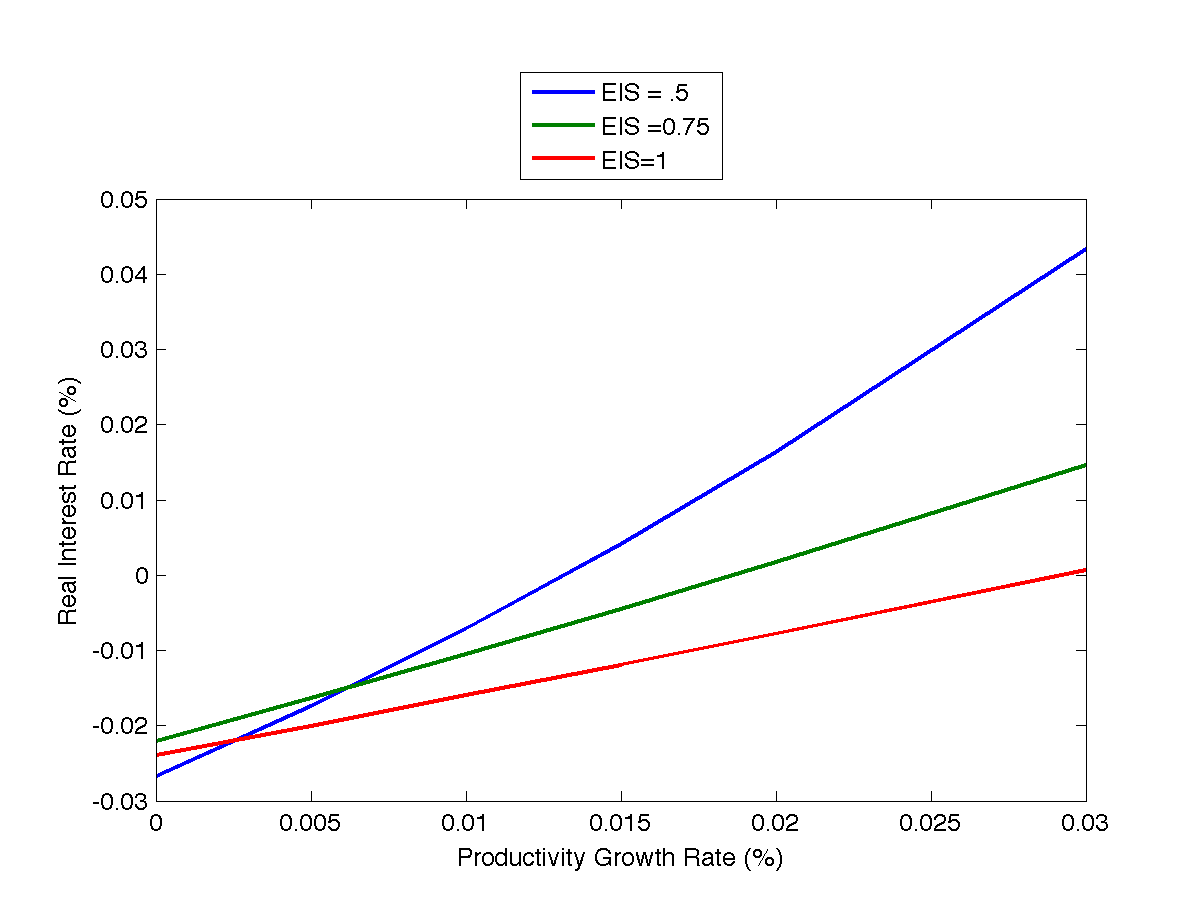 EIS = .5
EIS =0.75
EIS=1
0.05
0.04
0.03
0.02
0.01
0
-0.01
-0.02
-0.03
Real Interest Rate (%)
0 0.005 0.01 0.015 0.02 0.025 0.03
Productivity Growth Rate (%)